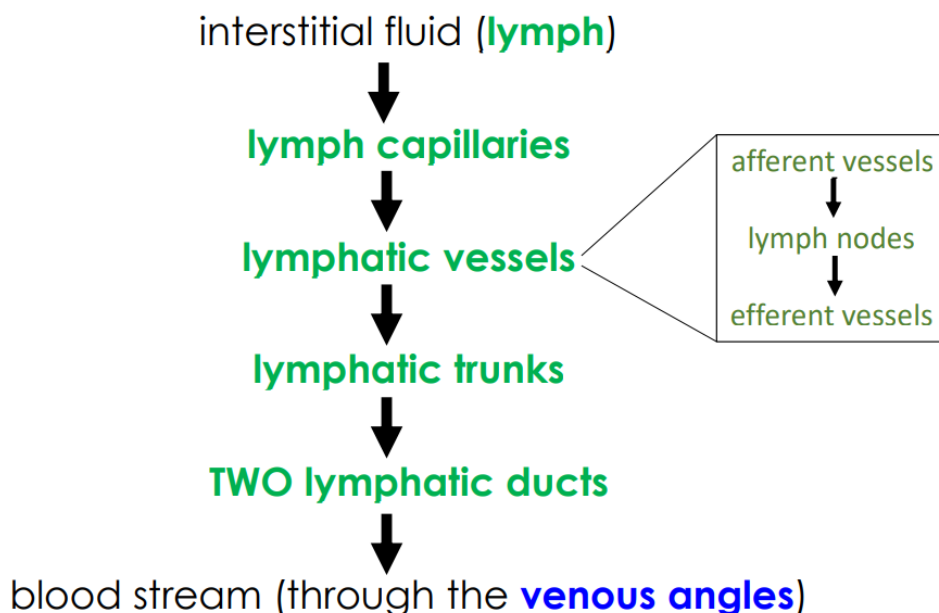 interstitial fluid (lymph)
lymph capillaries
lymphatic vessels
afferent vessels
lymph nodes
efferent vessels
lymphatic trunks
TWO lymphatic ducts
blood stream (through the venous angles)